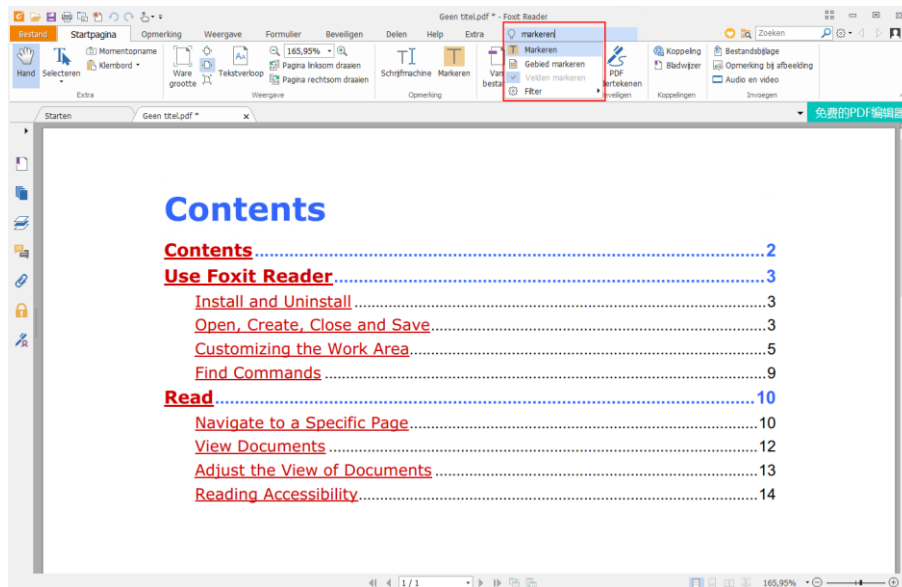 Geen titel.pdf * - Foxit Reader
Bestand Startpagina Opmerking Weergave Formulier Beveiligen Delen Help Extra markeren Zoeken
Hand
Selecteren
Momentopname
Klembord
Extra
Ware
grootte
Tekstverloop
165,95%
Pagina linksom draaien
Pagina rechtsom draaien
Weergave
Schrijfmachine
Markeren
Opmerking
Van
Markeren
Gebied markeren
Velden markeren
Filter
PDF
Koppeling
Bladwijzer
Koppelingen
Bestandsbijlage
Opmerking bij afbeelding
Audio en video
Invoegen
Starten
Geen titel.pdf *
免费的PDF编辑器
Contents
Contents 2
Use Foxit Reader 3
Install and Uninstall 3
Open, Create, Close and Save 3
Customizing the Work Area 5
Find Commands 9
Read 10
Navigate to a Specific Page 10
View Documents 12
Adjust the View of Documents 13
Reading Accessibility 14
1 / 1
165,95%